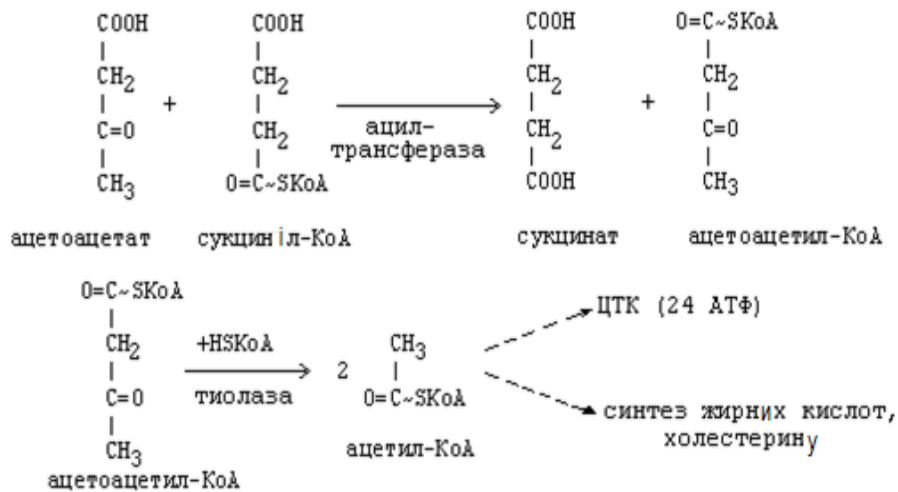 COOH COOH COOH O=C~SKoA
| | | |
CH2 CH2 CH2 CH2
| + | | + |
C=O CH2 ацил- CH2 C=O
| | трансфераза | |
CH3 O=C~SKoA COOH CH3
ацетоацетат сукциніл-КоА сукцинат ацетоацетил-КоА
O=C~SKoA ЦТК (24 АТФ)
|
CH2 +HSKoA CH3
| 2 |
C=O тиолаза O=C~SKoA синтез жирних кислот,
| холестерину
CH3 ацетил-КоА
ацетоацетил-КоА